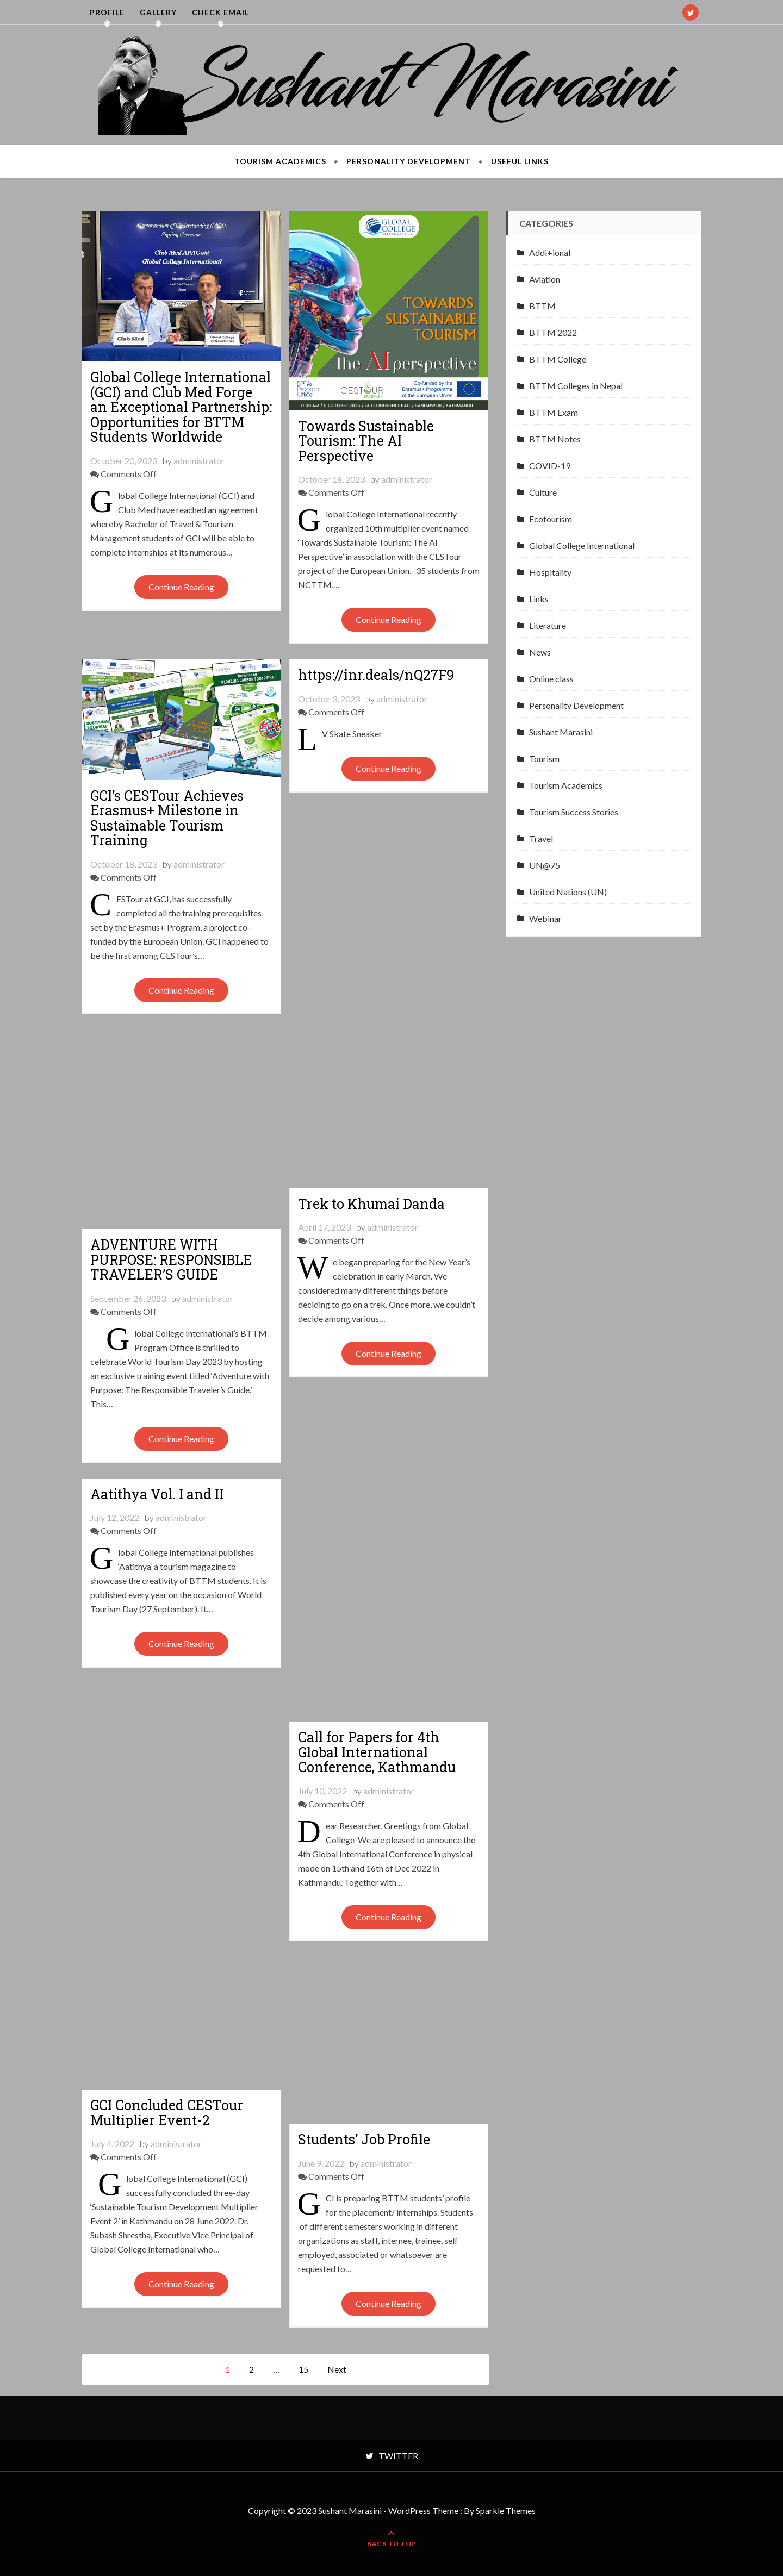 PROFILE GALLERY CHECK EMAIL
Sushant Marasini
TOURISM ACADEMICS PERSONALITY DEVELOPMENT USEFUL LINKS
Memorandum of Understanding (MOU)
Signing Ceremony
Club Med APAC with
Global College International
Club Med
Global College International
Global College International
(GCI) and Club Med Forge
an Exceptional Partnership:
Opportunities for BTTM
Students Worldwide
October 20, 2023 by administrator
Comments Off
Global College International (GCI) and
Club Med have reached an agreement
whereby Bachelor of Travel & Tourism
Management students of GCI will be able to
complete internships at its numerous…
Continue Reading
GLOBAL
COLLEGE
INTERNATIONAL
TOWARDS
SUSTAINABLE
TOURISM
the AI perspective
CESTOUR
Co-funded by the
Erasmus+ Programme
of the European Union
11:00 AM / 11 OCTOBER 2023 / GCI CONFERENCE HALL / BANESHWOR / KATHMANDU
Towards Sustainable
Tourism: The AI
Perspective
October 18, 2023 by administrator
Comments Off
Global College International recently
organized 10th multiplier event named
‘Towards Sustainable Tourism: The AI
Perspective’ in association with the CESTour
project of the European Union. 35 students from
NCTTM,…
Continue Reading
GCI’s CESTour Achieves
Erasmus+ Milestone in
Sustainable Tourism
Training
October 18, 2023 by administrator
Comments Off
CESTour at GCI, has successfully
completed all the training prerequisites
set by the Erasmus+ Program, a project co-
funded by the European Union. GCI happened to
be the first among CESTour’s…
Continue Reading
https://inr.deals/nQ27F9
October 3, 2023 by administrator
Comments Off
LV Skate Sneaker
Continue Reading
ADVENTURE WITH
PURPOSE: RESPONSIBLE
TRAVELER’S GUIDE
September 26, 2023 by administrator
Comments Off
Global College International’s BTTM
Program Office is thrilled to
celebrate World Tourism Day 2023 by hosting
an exclusive training event titled ‘Adventure with
Purpose: The Responsible Traveler’s Guide.’
This…
Continue Reading
Trek to Khumai Danda
April 17, 2023 by administrator
Comments Off
We began preparing for the New Year’s
celebration in early March. We
considered many different things before
deciding to go on a trek. Once more, we couldn’t
decide among various…
Continue Reading
Aatithya Vol. I and II
July 12, 2022 by administrator
Comments Off
Global College International publishes
‘Aatithya’ a tourism magazine to
showcase the creativity of BTTM students. It is
published every year on the occasion of World
Tourism Day (27 September). It…
Continue Reading
Call for Papers for 4th
Global International
Conference, Kathmandu
July 10, 2022 by administrator
Comments Off
Dear Researcher, Greetings from Global
College We are pleased to announce the
4th Global International Conference in physical
mode on 15th and 16th of Dec 2022 in
Kathmandu. Together with…
Continue Reading
GCI Concluded CESTour
Multiplier Event-2
July 4, 2022 by administrator
Comments Off
Global College International (GCI)
successfully concluded three-day
‘Sustainable Tourism Development Multiplier
Event 2’ in Kathmandu on 28 June 2022. Dr.
Subash Shrestha, Executive Vice Principal of
Global College International who…
Continue Reading
Students’ Job Profile
June 9, 2022 by administrator
Comments Off
GCI is preparing BTTM students’ profile
for the placement/ internships. Students
of different semesters working in different
organizations as staff, internee, trainee, self
employed, associated or whatsoever are
requested to…
Continue Reading
1 2 … 15 Next
CATEGORIES
Addi+ional
Aviation
BTTM
BTTM 2022
BTTM College
BTTM Colleges in Nepal
BTTM Exam
BTTM Notes
COVID-19
Culture
Ecotourism
Global College International
Hospitality
Links
Literature
News
Online class
Personality Development
Sushant Marasini
Tourism
Tourism Academics
Tourism Success Stories
Travel
UN@75
United Nations (UN)
Webinar
TWITTER
Copyright © 2023 Sushant Marasini - WordPress Theme : By Sparkle Themes
BACK TO TOP